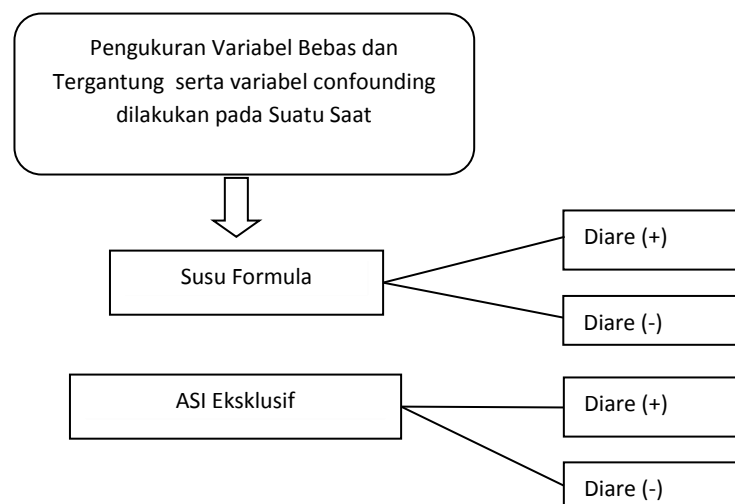 Pengukuran Variabel Bebas dan
Tergantung serta variabel confounding
dilakukan pada Suatu Saat
Susu Formula
Diare (+)
Diare (-)
ASI Eksklusif
Diare (+)
Diare (-)